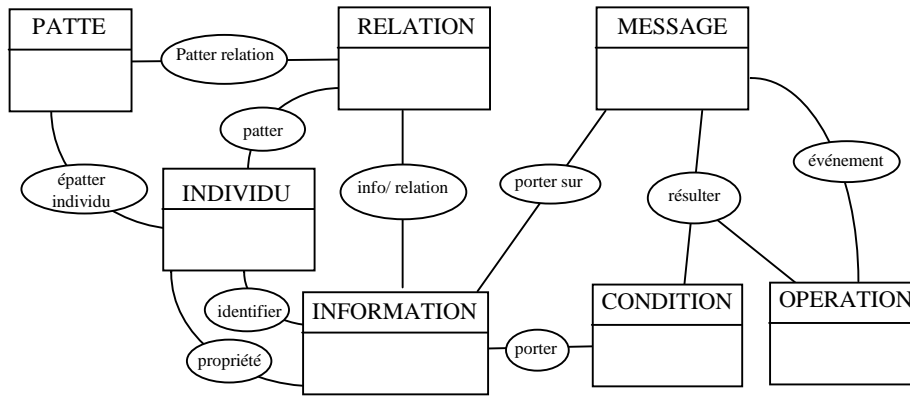 PATTE
RELATION
MESSAGE
Patter relation
patter
événement
épatter
individu
INDIVIDU
info/ relation
porter sur
résulter
identifier
INFORMATION
CONDITION
OPERATION
porter
propriété